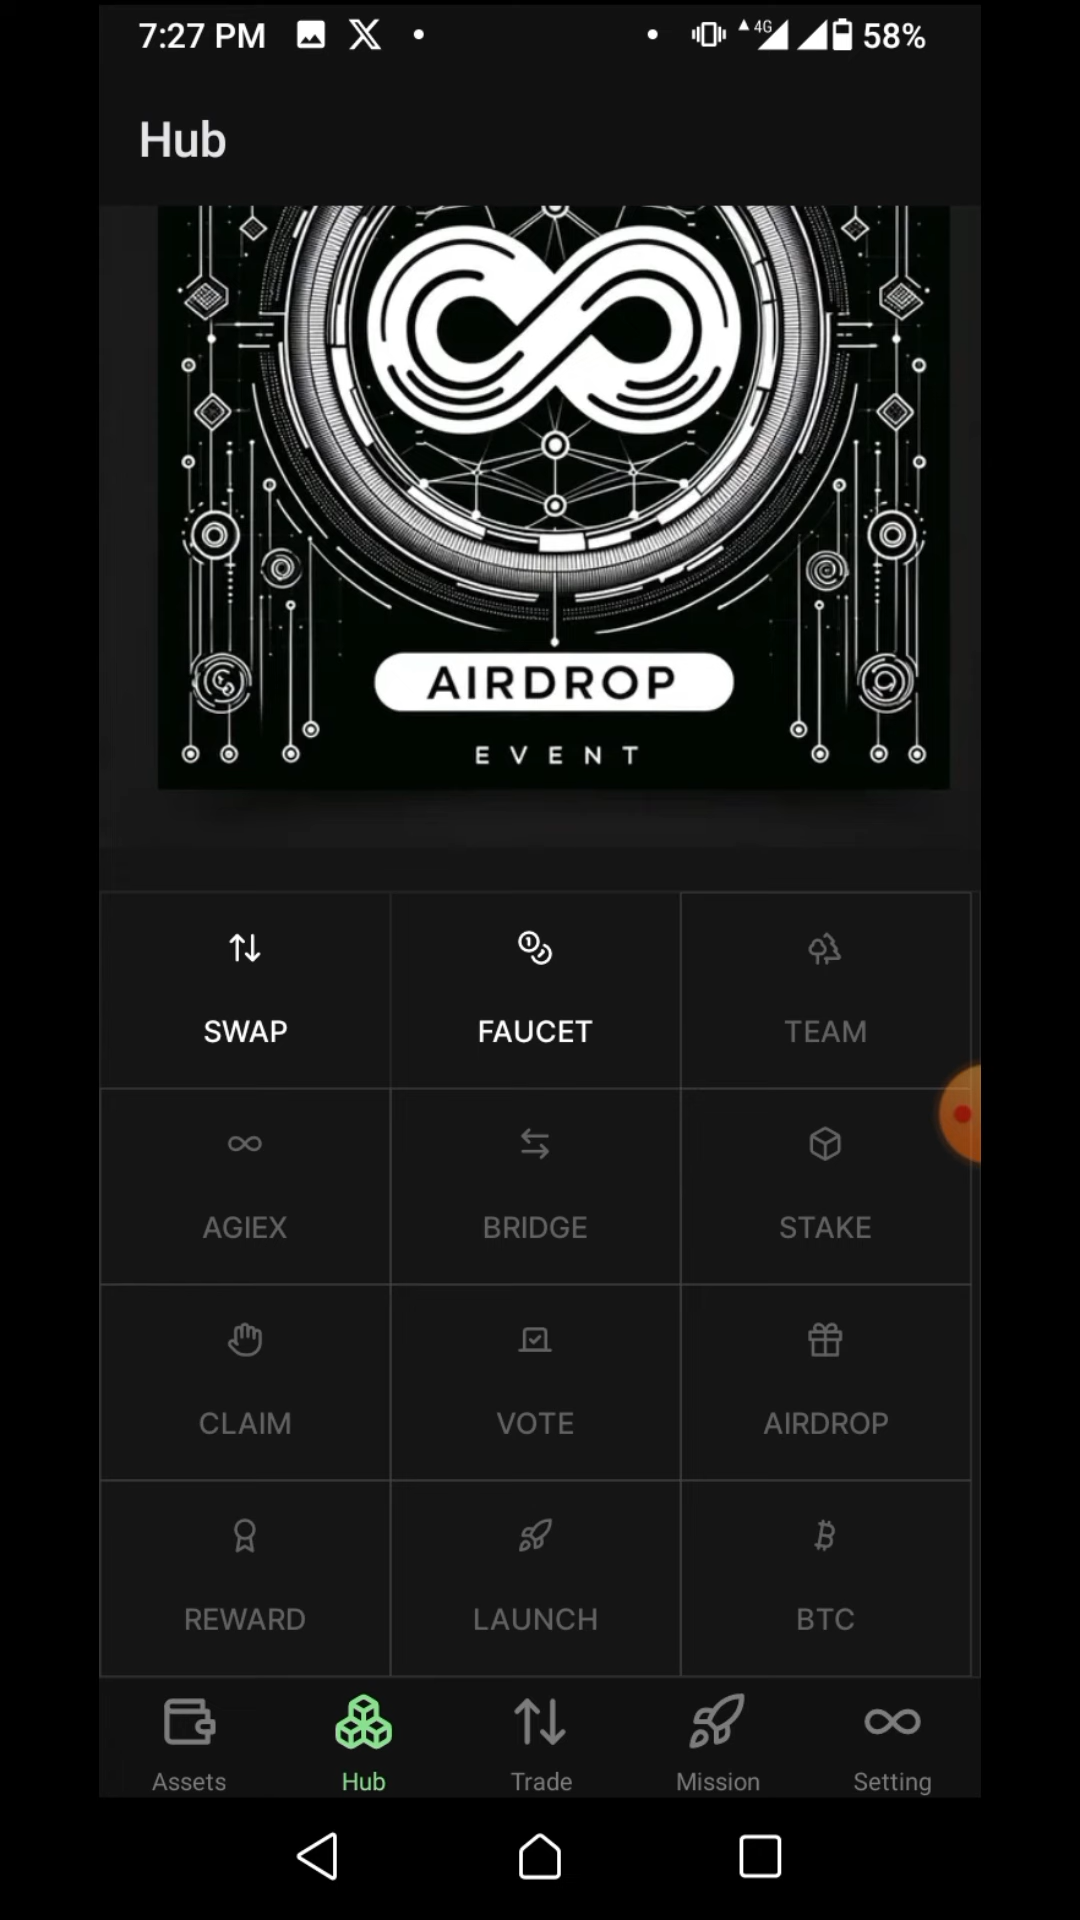 7:27 PM 4G 58%
Hub
AIRDROP
EVENT
SWAP FAUCET TEAM
AGIEX BRIDGE STAKE
CLAIM VOTE AIRDROP
REWARD LAUNCH BTC
Assets Hub Trade Mission Setting